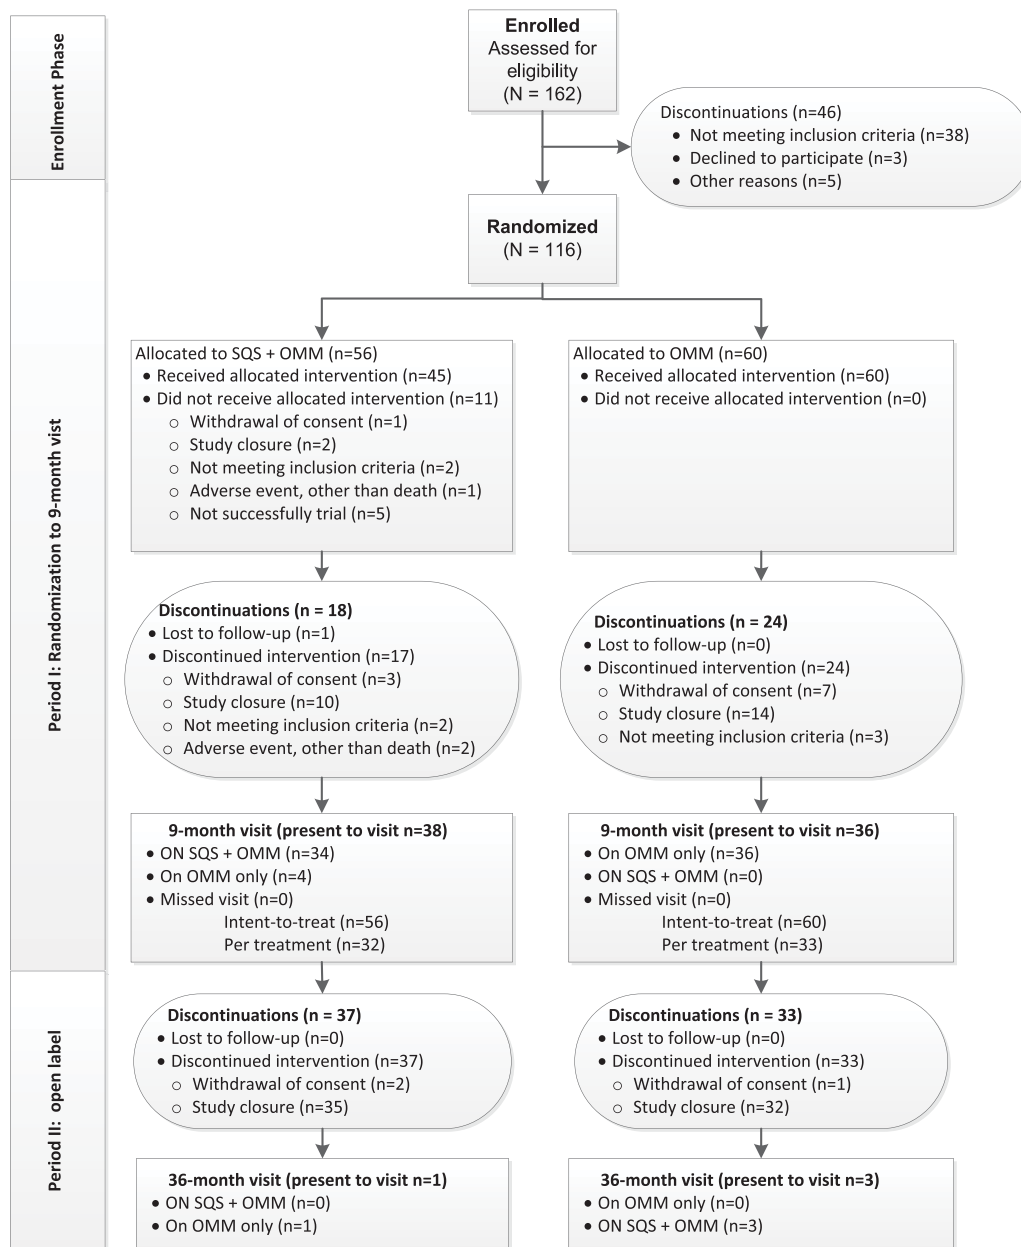 Enrollment Phase
Enrolled
Assessed for
eligibility
(N = 162)
Discontinuations (n=46)
• Not meeting inclusion criteria (n=38)
• Declined to participate (n=3)
• Other reasons (n=5)
Randomized
(N = 116)
Period I: Randomization to 9-month vist
Allocated to SQS + OMM (n=56)
• Received allocated intervention (n=45)
• Did not receive allocated intervention (n=11)
o Withdrawal of consent (n=1)
o Study closure (n=2)
o Not meeting inclusion criteria (n=2)
o Adverse event, other than death (n=1)
o Not successfully trial (n=5)
Allocated to OMM (n=60)
• Received allocated intervention (n=60)
• Did not receive allocated intervention (n=0)
Discontinuations (n = 18)
• Lost to follow-up (n=1)
• Discontinued intervention (n=17)
o Withdrawal of consent (n=3)
o Study closure (n=10)
o Not meeting inclusion criteria (n=2)
o Adverse event, other than death (n=2)
Discontinuations (n = 24)
• Lost to follow-up (n=0)
• Discontinued intervention (n=24)
o Withdrawal of consent (n=7)
o Study closure (n=14)
o Not meeting inclusion criteria (n=3)
9-month visit (present to visit n=38)
• ON SQS + OMM (n=34)
• On OMM only (n=4)
• Missed visit (n=0)
Intent-to-treat (n=56)
Per treatment (n=32)
9-month visit (present to visit n=36)
• On OMM only (n=36)
• ON SQS + OMM (n=0)
• Missed visit (n=0)
Intent-to-treat (n=60)
Per treatment (n=33)
Period II: open label
Discontinuations (n = 37)
• Lost to follow-up (n=0)
• Discontinued intervention (n=37)
o Withdrawal of consent (n=2)
o Study closure (n=35)
Discontinuations (n = 33)
• Lost to follow-up (n=0)
• Discontinued intervention (n=33)
o Withdrawal of consent (n=1)
o Study closure (n=32)
36-month visit (present to visit n=1)
• ON SQS + OMM (n=0)
• On OMM only (n=1)
36-month visit (present to visit n=3)
• On OMM only (n=0)
• ON SQS + OMM (n=3)